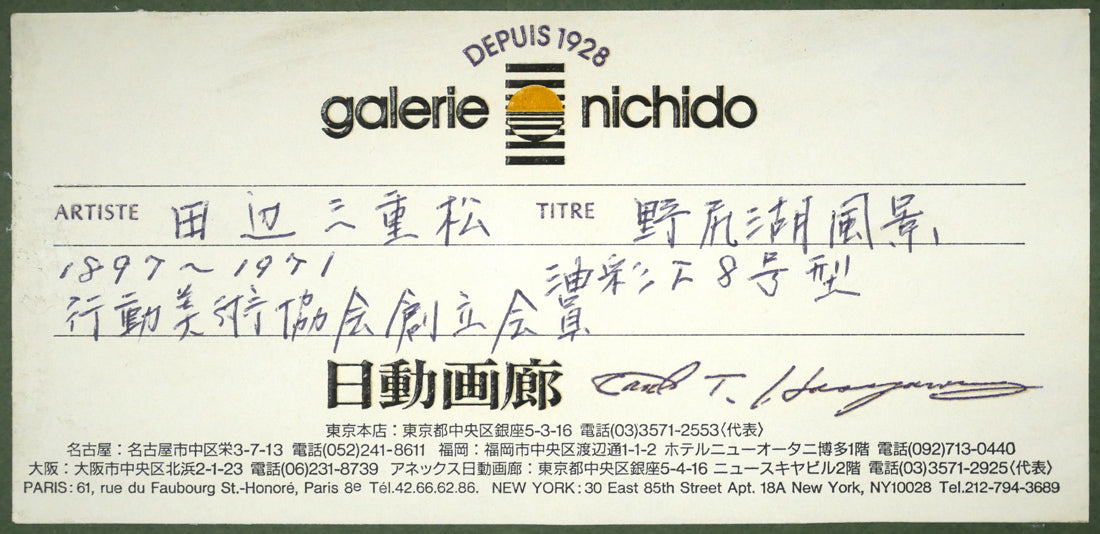 DEPUIS 1928
galerie nichido
ARTISTE 田辺三重松 TITRE 野尻湖風景
1897〜1971 油彩 F8号型
行動美術協会創立会員
日動画廊
東京本店：東京都中央区銀座5-3-16 電話(03)3571-2553〈代表〉
名古屋：名古屋市中区栄3-7-13 電話(052)241-8611 福岡：福岡市中央区渡辺通1-1-2 ホテルニューオータニ博多1階 電話(092)713-0440
大阪：大阪市中央区北浜2-1-23 電話(06)231-8739 アネックス日動画廊：東京都中央区銀座5-4-16 ニュースキヤビル2階 電話(03)3571-2925〈代表〉
PARIS: 61, rue du Faubourg St.-Honoré, Paris 8e Tél.42.66.62.86. NEW YORK: 30 East 85th Street Apt. 18A New York, NY10028 Tel.212-794-3689